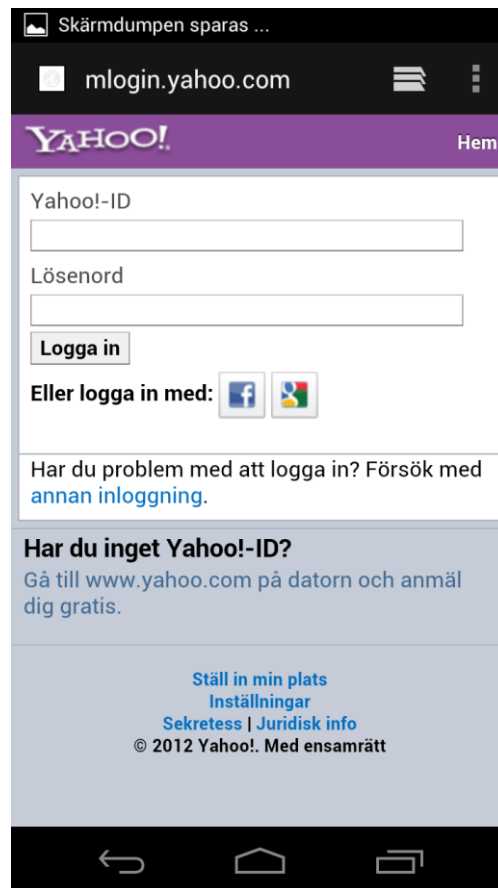 Skärmdumpen sparas ...
mlogin.yahoo.com
YAHOO!
Hem
Yahoo!-ID
Lösenord
Logga in
Eller logga in med:
Har du problem med att logga in? Försök med
annan inloggning.
Har du inget Yahoo!-ID?
Gå till www.yahoo.com på datorn och anmäl
dig gratis.
Ställ in min plats
Inställningar
Sekretess | Juridisk info
© 2012 Yahoo!. Med ensamrätt